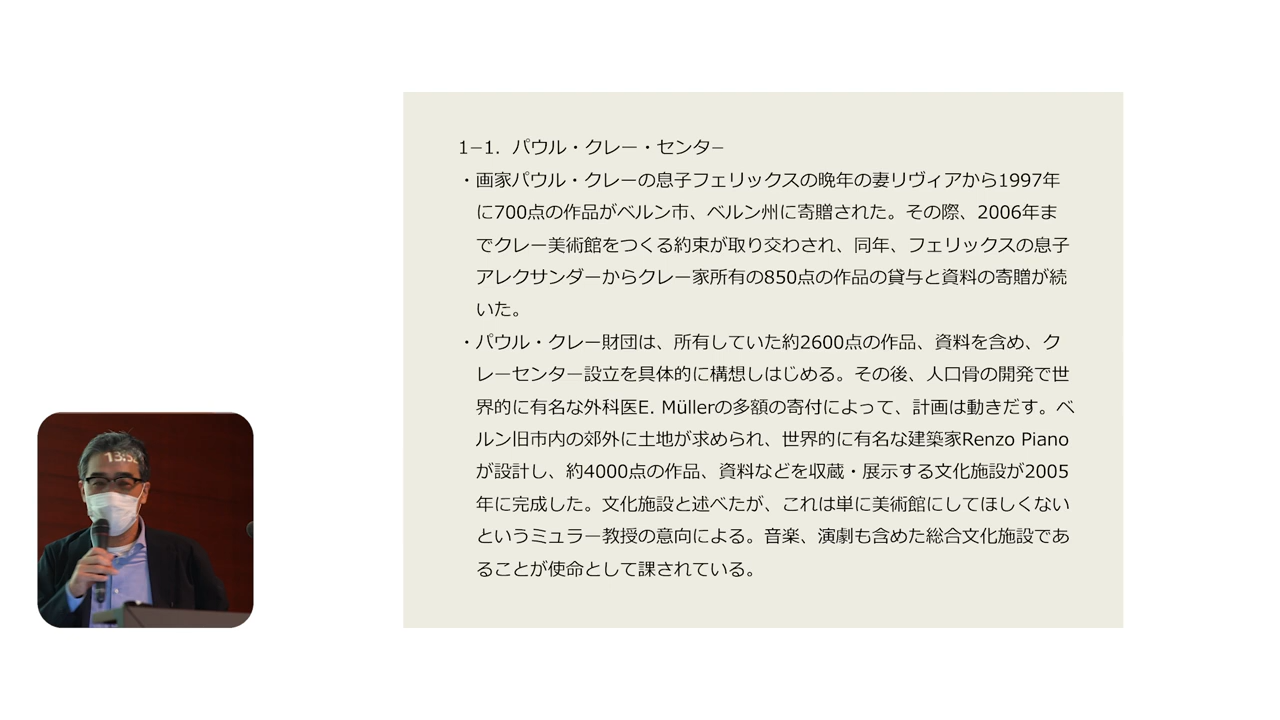 1−1. パウル・クレー・センタ−
・画家パウル・クレーの息子フェリックスの晩年の妻リヴィアから1997年
に700点の作品がベルン市、ベルン州に寄贈された。その際、2006年ま
でクレー美術館をつくる約束が取り交わされ、同年、フェリックスの息子
アレクサンダーからクレー家所有の850点の作品の貸与と資料の寄贈が続
いた。
・パウル・クレー財団は、所有していた約2600点の作品、資料を含め、ク
レーセンター設立を具体的に構想しはじめる。その後、人口骨の開発で世
界的に有名な外科医E. Müllerの多額の寄付によって、計画は動きだす。ベ
ルン旧市内の郊外に土地が求められ、世界的に有名な建築家Renzo Piano
が設計し、約4000点の作品、資料などを収蔵・展示する文化施設が2005
年に完成した。文化施設と述べたが、これは単に美術館にしてほしくない
というミュラー教授の意向による。音楽、演劇も含めた総合文化施設であ
ることが使命として課されている。